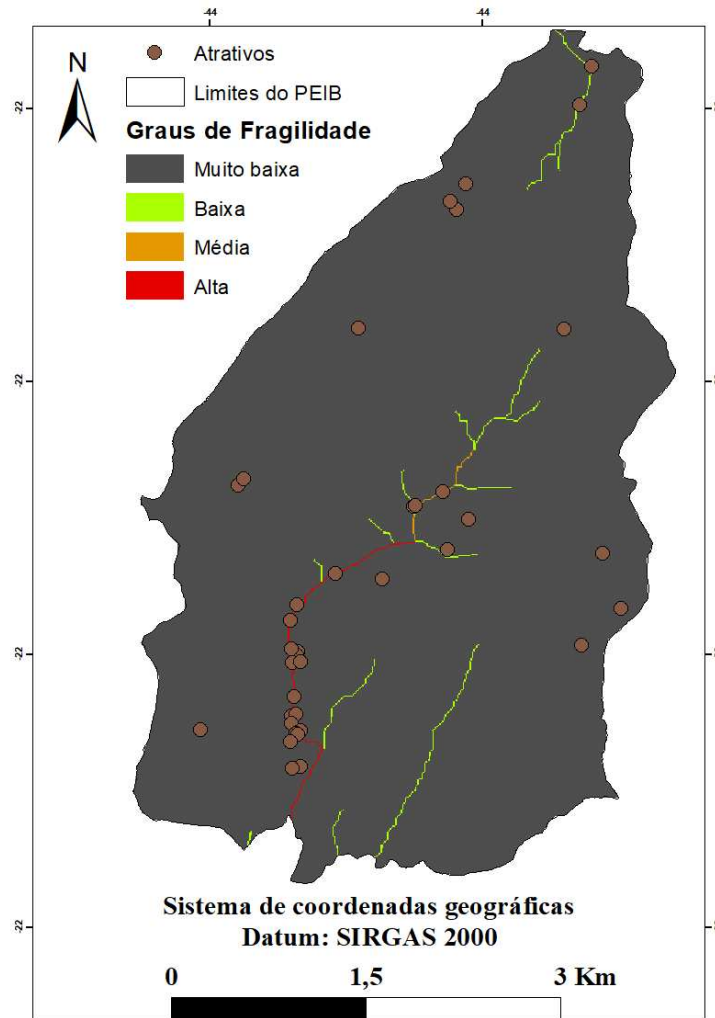 -44
-44
N
Atrativos
Limites do PEIB
Graus de Fragilidade
Muito baixa
Baixa
Média
Alta
-22
-22
-22
-22
Sistema de coordenadas geográficas
Datum: SIRGAS 2000
0 1,5 3 Km